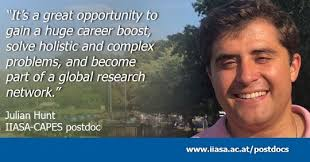 “It’s a great opportunity to
gain a huge career boost,
solve holistic and complex
problems, and become
part of a global research
network.”
Julian Hunt
IIASA-CAPES postdoc
www.iiasa.ac.at/postdocs